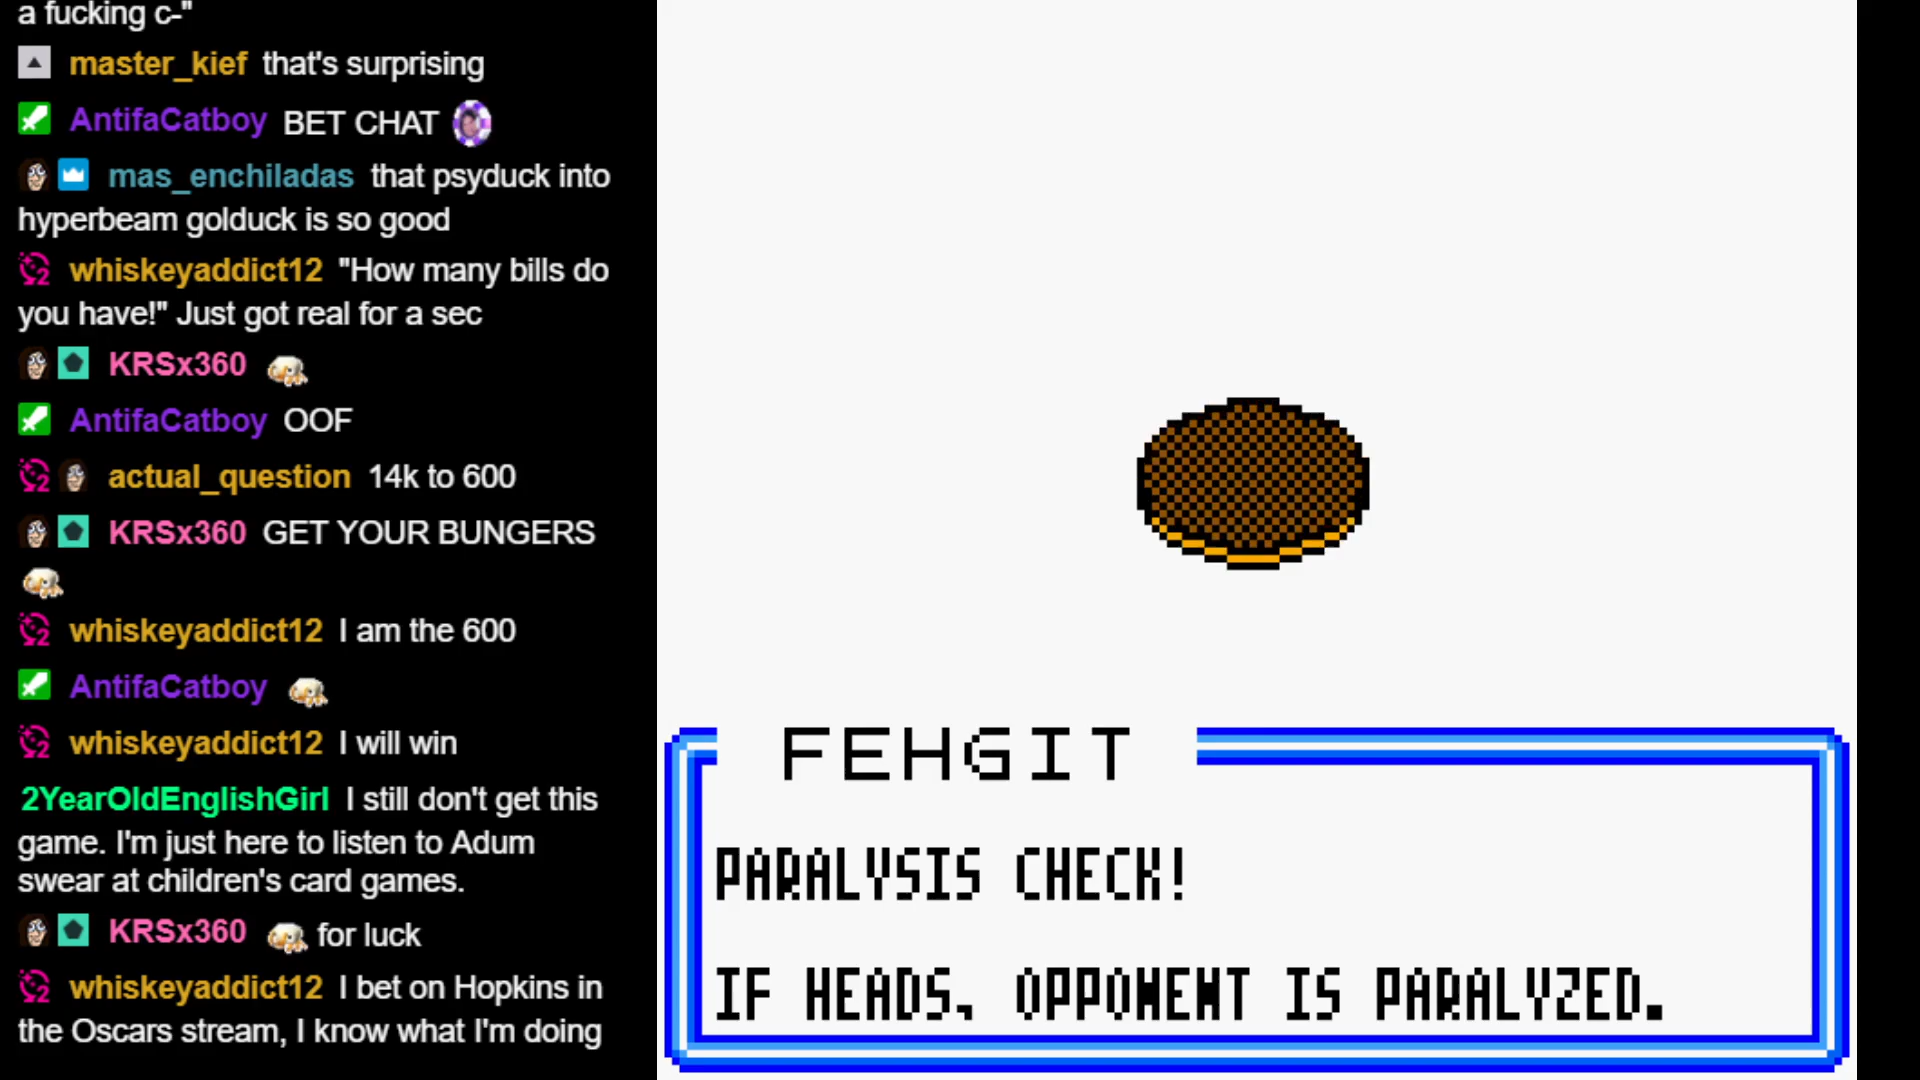 a fucking c-"
master_kief that's surprising
AntifaCatboy BET CHAT
mas_enchiladas that psyduck into
hyperbeam golduck is so good
whiskeyaddict12 "How many bills do
you have!" Just got real for a sec
KRSx360
AntifaCatboy OOF
actual_question 14k to 600
KRSx360 GET YOUR BUNGERS
whiskeyaddict12 I am the 600
AntifaCatboy
whiskeyaddict12 I will win
2YearOldEnglishGirl I still don't get this
game. I'm just here to listen to Adum
swear at children's card games.
KRSx360 for luck
whiskeyaddict12 I bet on Hopkins in
the Oscars stream, I know what I'm doing
FEHGIT
PARALYSIS CHECK!
IF HEADS, OPPONENT IS PARALYZED.